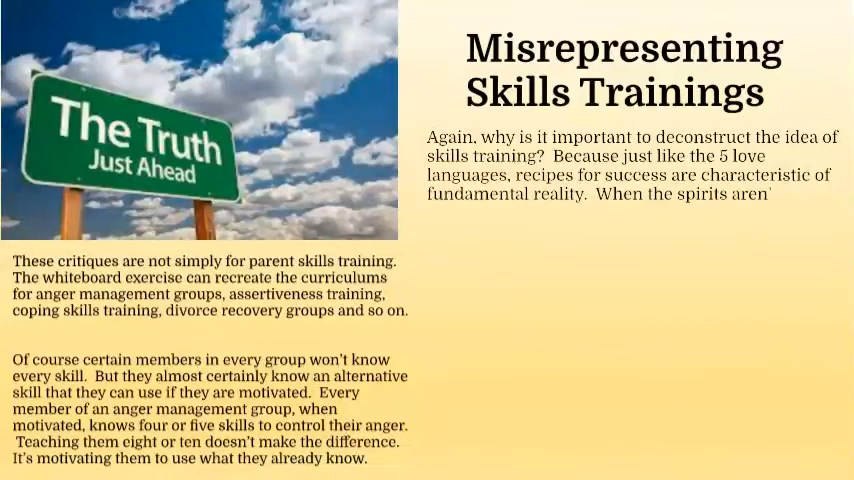 The Truth
Just Ahead
Misrepresenting
Skills Trainings
Again, why is it important to deconstruct the idea of
skills training?  Because just like the 5 love
languages, recipes for success are characteristic of
fundamental reality.  When the spirits aren'
These critiques are not simply for parent skills training.
The whiteboard exercise can recreate the curriculums
for anger management groups, assertiveness training,
coping skills training, divorce recovery groups and so on.
Of course certain members in every group won't know
every skill.  But they almost certainly know an alternative
skill that they can use if they are motivated.  Every
member of an anger management group, when
motivated, knows four or five skills to control their anger.
Teaching them eight or ten doesn't make the difference.
It's motivating them to use what they already know.